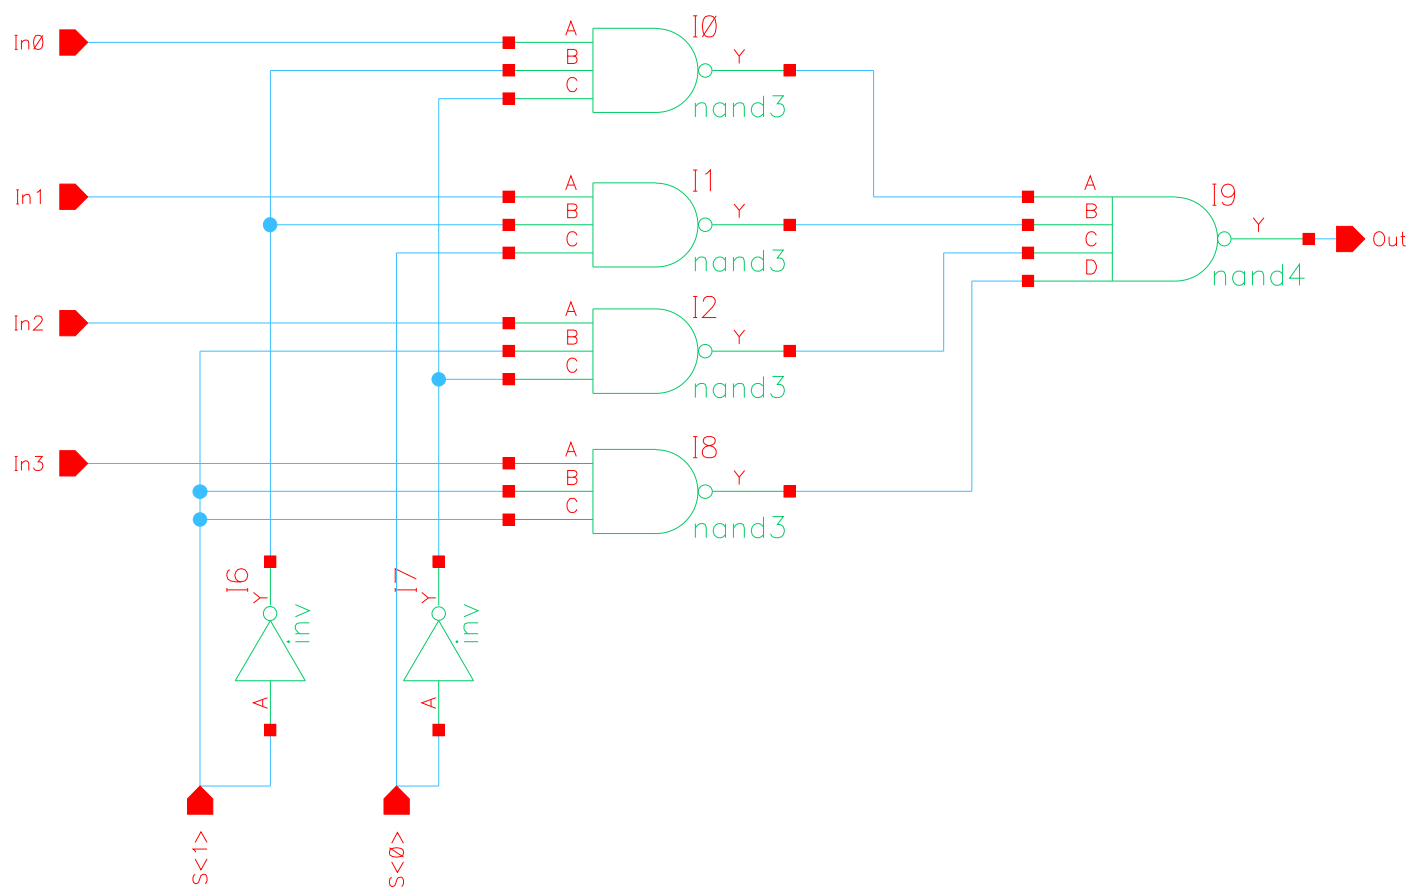 In0
A
B
C
I0
Y
nand3
In1
A
B
C
I1
Y
nand3
A
B
C
D
I9
Y
nand4
Out
In2
A
B
C
I2
Y
nand3
In3
A
B
C
I8
Y
nand3
I6
Y
inv
A
I7
Y
inv
A
S<1>
S<0>